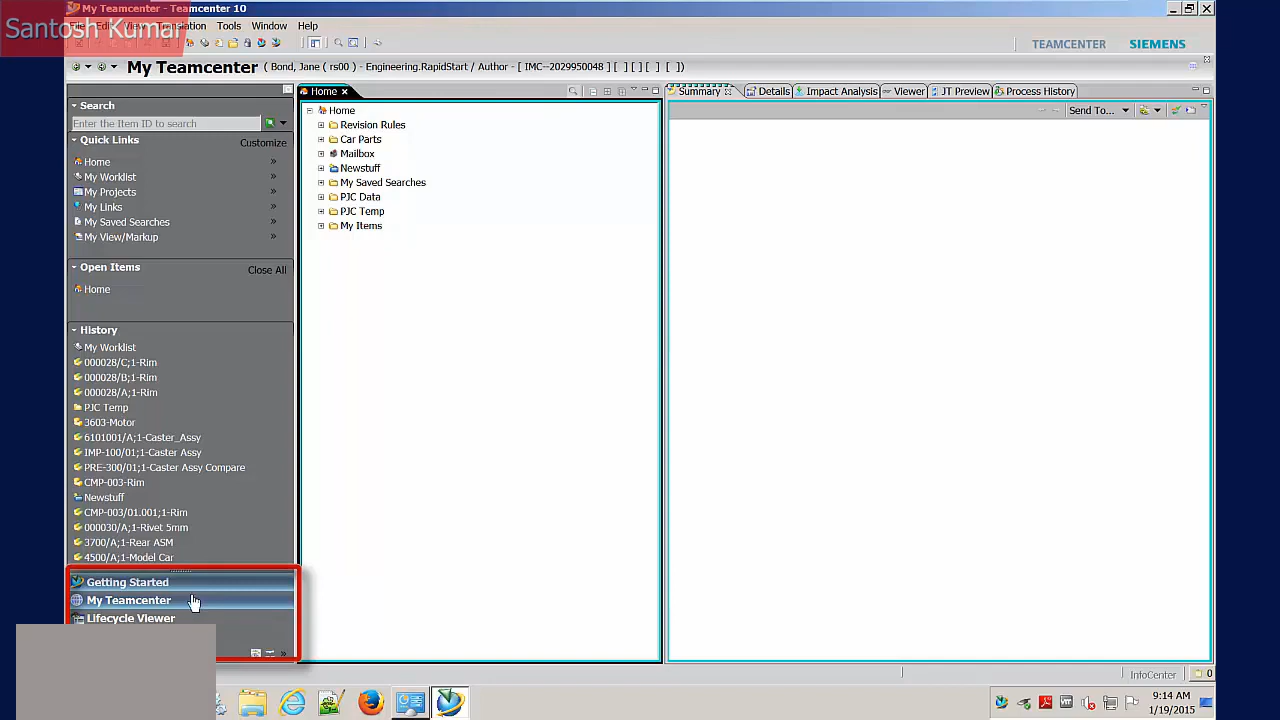 My Teamcenter - Teamcenter 10
Santosh Kumar
File Edit View Translation Tools Window Help
TEAMCENTER SIEMENS
My Teamcenter ( Bond, Jane ( rs00 ) - Engineering.RapidStart / Author - [ IMC--2029950048 ] [ ] [ ] [ ] [ ] )
Search
Enter the Item ID to search
Quick Links Customize
Home »
My Worklist »
My Projects »
My Links »
My Saved Searches »
My View/Markup »
Open Items Close All
Home
History
My Worklist
000028/C;1-Rim
000028/B;1-Rim
000028/A;1-Rim
PJC Temp
3603-Motor
6101001/A;1-Caster_Assy
IMP-100/01;1-Caster Assy
PRE-300/01;1-Caster Assy Compare
CMP-003-Rim
Newstuff
CMP-003/01.001;1-Rim
000030/A;1-Rivet 5mm
3700/A;1-Rear ASM
4500/A;1-Model Car
Getting Started
My Teamcenter
Lifecycle Viewer
»
Home
Home
Revision Rules
Car Parts
Mailbox
Newstuff
My Saved Searches
PJC Data
PJC Temp
My Items
Summary Details Impact Analysis Viewer JT Preview Process History
Send To...
InfoCenter 0
9:14 AM
1/19/2015